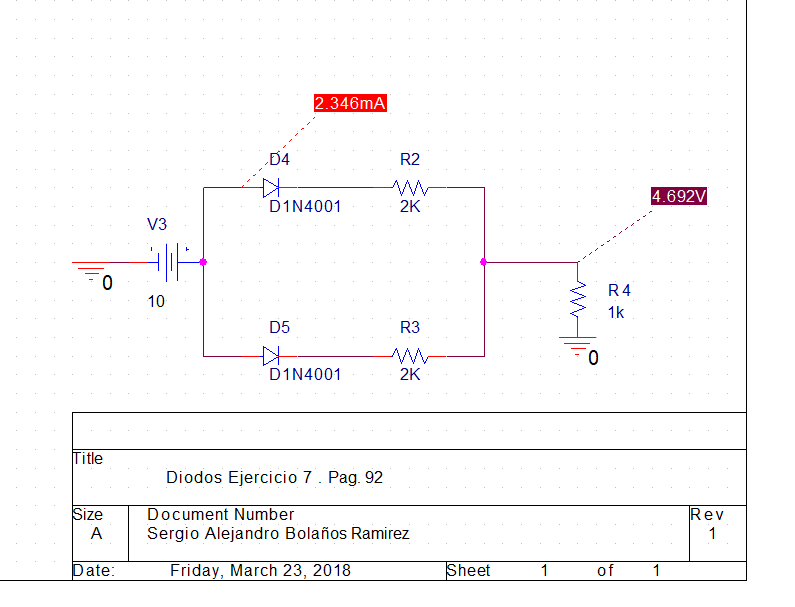 2.346mA
D4
R2
D1N4001
2K
4.692V
V3
0
10
R4
1k
0
D5
R3
D1N4001
2K
Title
Diodos Ejercicio 7 . Pag. 92
Size
Document Number
Rev
A
Sergio Alejandro Bolaños Ramirez
1
Date:
Friday, March 23, 2018
Sheet 1 of 1